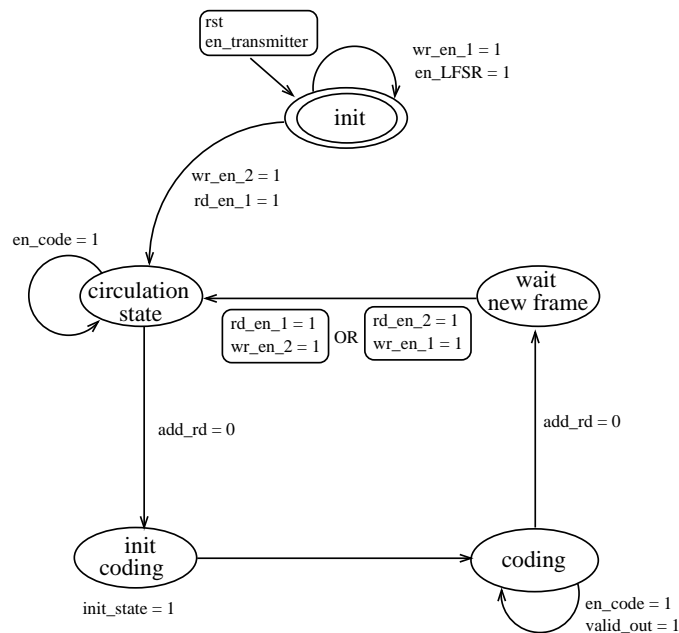 rst
en_transmitter
wr_en_1 = 1
en_LFSR = 1
init
wr_en_2 = 1
rd_en_1 = 1
en_code = 1
circulation
state
wait
new frame
rd_en_1 = 1
wr_en_2 = 1
OR
rd_en_2 = 1
wr_en_1 = 1
add_rd = 0
add_rd = 0
init
coding
coding
init_state = 1
en_code = 1
valid_out = 1